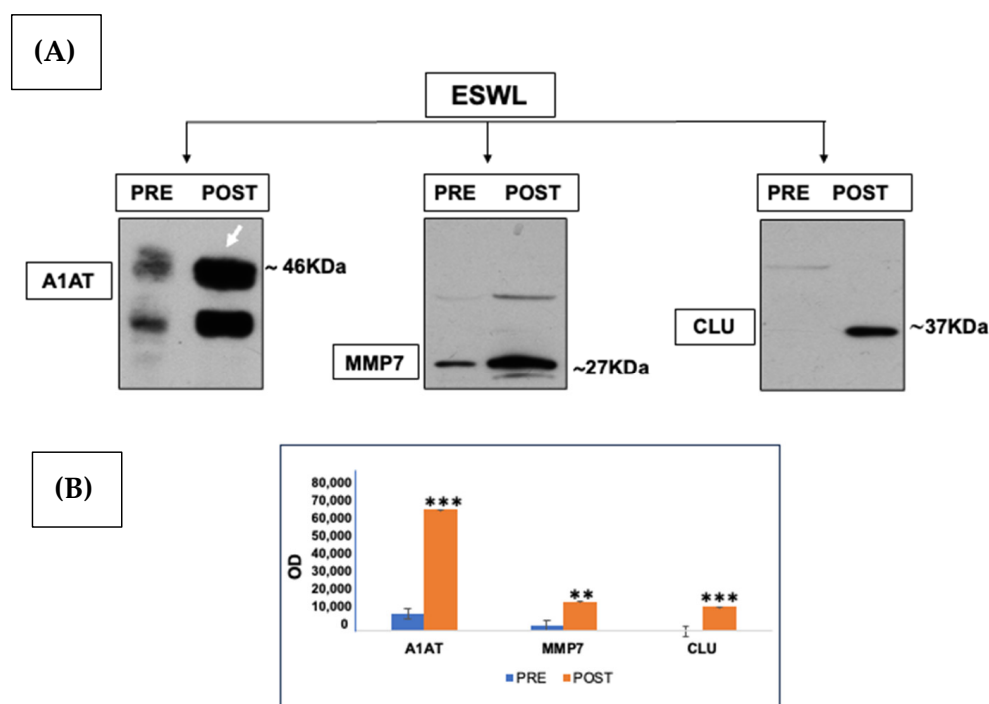 (A)
ESWL
PRE POST
PRE POST
PRE POST
A1AT
~ 46KDa
MMP7
~27KDa
CLU
~37KDa
(B)
OD
80,000
70,000
60,000
50,000
40,000
30,000
20,000
10,000
0
***
**
***
A1AT MMP7 CLU
PRE POST